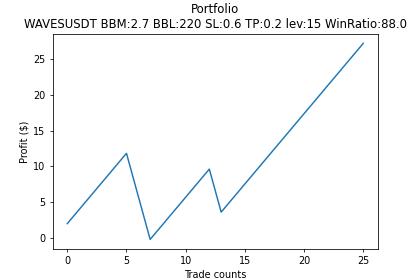 Portfolio
WAVESUSDT BBM:2.7 BBL:220 SL:0.6 TP:0.2 lev:15 WinRatio:88.0
Profit ($)
25
20
15
10
5
0
0 5 10 15 20 25
Trade counts